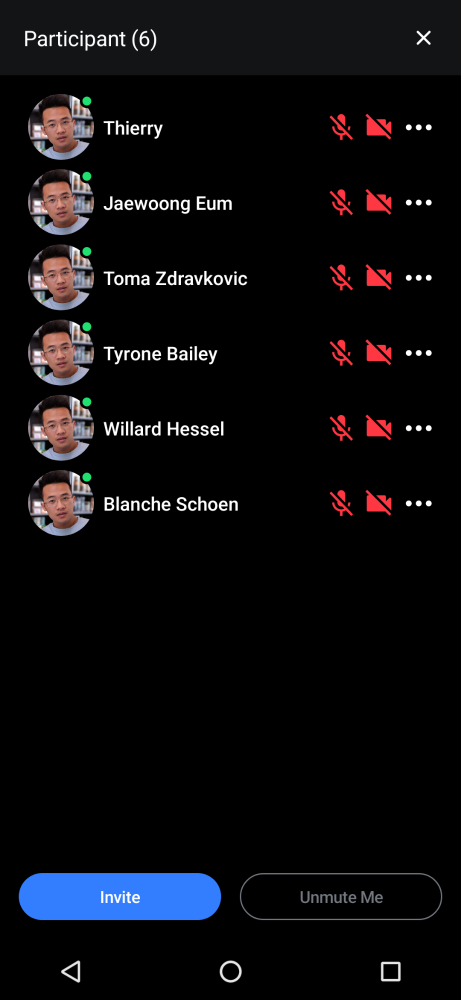 Participant (6)
Thierry
Jaewoong Eum
Toma Zdravkovic
Tyrone Bailey
Willard Hessel
Blanche Schoen
Invite
Unmute Me